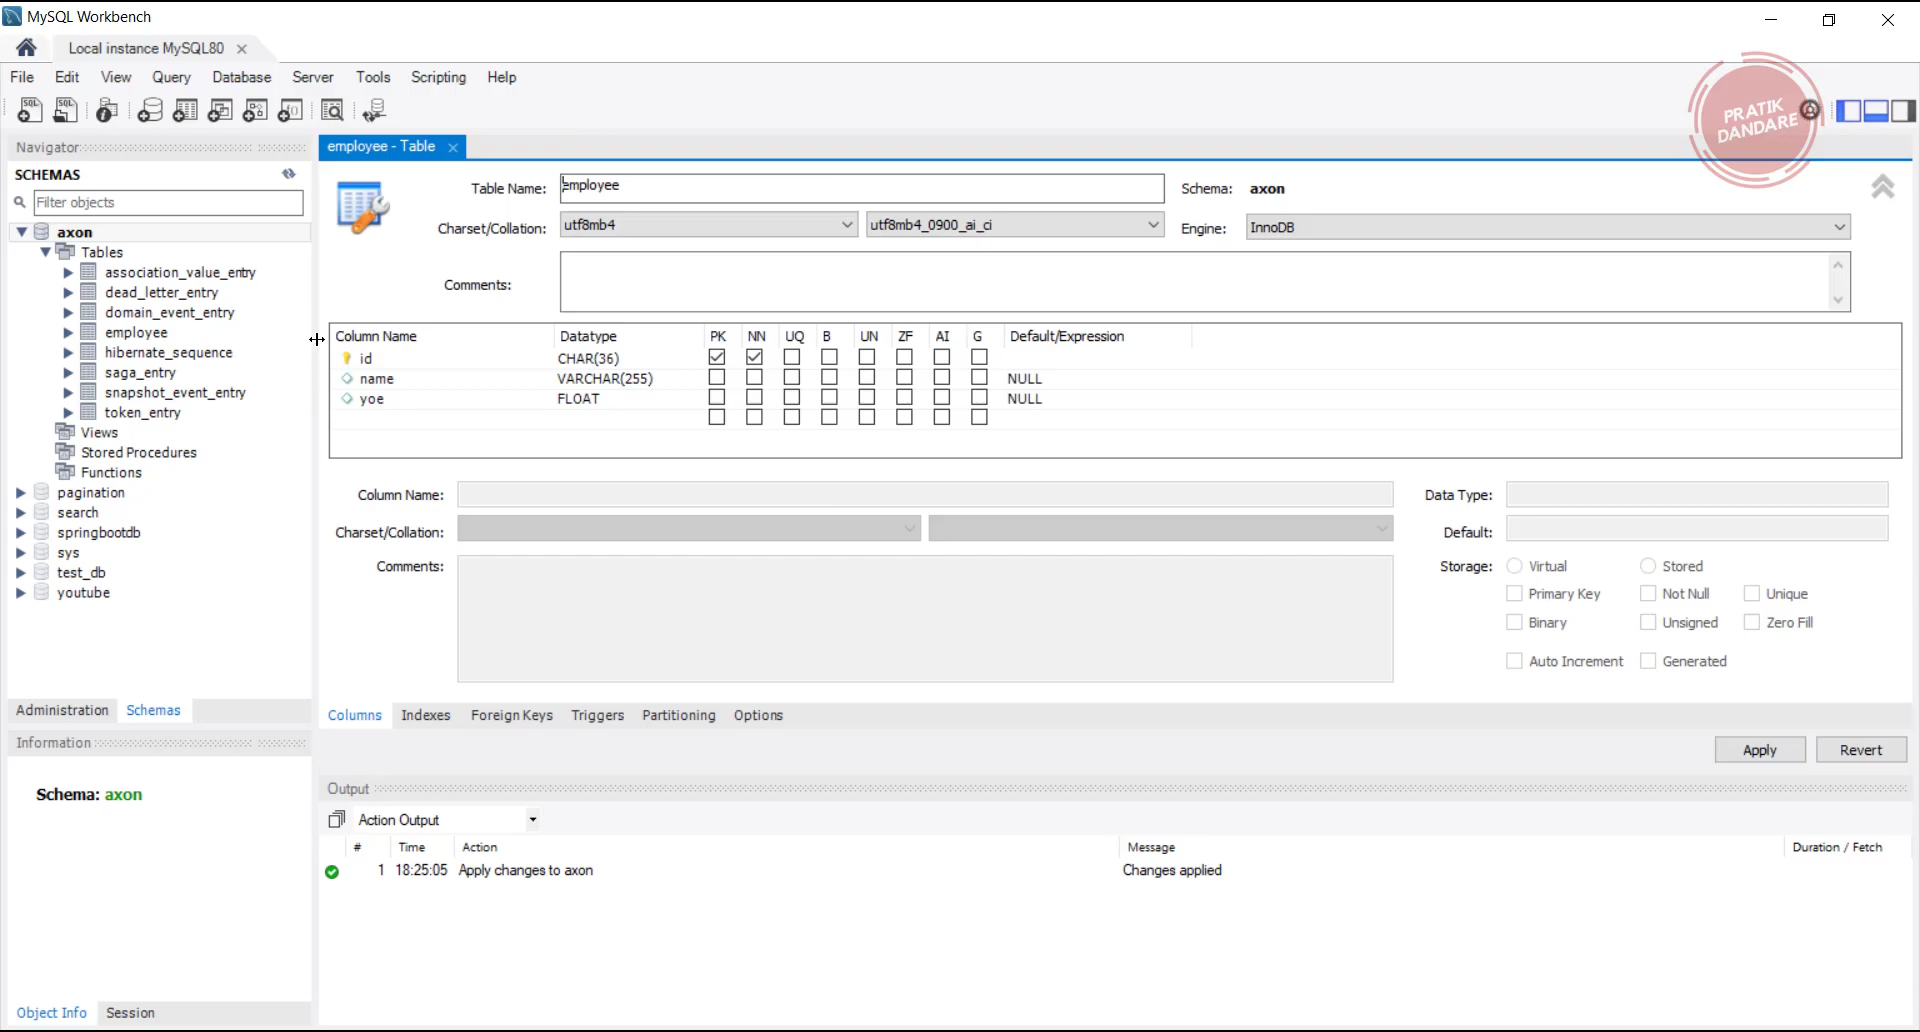 MySQL Workbench
Local instance MySQL80
File Edit View Query Database Server Tools Scripting Help
PRATIK
DANDARE
Navigator
SCHEMAS
Filter objects
axon
Tables
association_value_entry
dead_letter_entry
domain_event_entry
employee
hibernate_sequence
saga_entry
snapshot_event_entry
token_entry
Views
Stored Procedures
Functions
pagination
search
springbootdb
sys
test_db
youtube
Administration Schemas
Information
Schema: axon
Object Info Session
employee - Table
Table Name: employee Schema: axon
Charset/Collation: utf8mb4 utf8mb4_0900_ai_ci Engine: InnoDB
Comments:
Column Name Datatype PK NN UQ B UN ZF AI G Default/Expression
id CHAR(36)
name VARCHAR(255) NULL
yoe FLOAT NULL
Column Name: Data Type:
Charset/Collation: Default:
Comments: Storage: Virtual Stored
Primary Key Not Null Unique
Binary Unsigned Zero Fill
Auto Increment Generated
Columns Indexes Foreign Keys Triggers Partitioning Options
Apply Revert
Output
Action Output
# Time Action Message Duration / Fetch
1 18:25:05 Apply changes to axon Changes applied